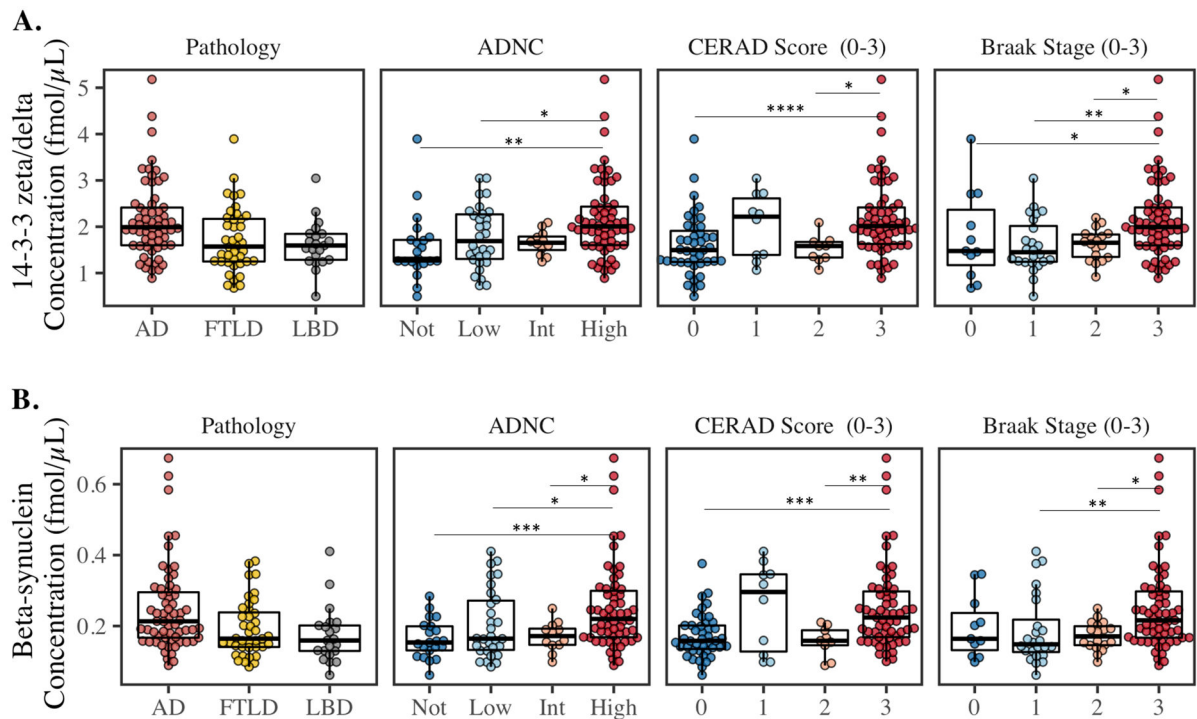 A.
Pathology
ADNC
CERAD Score (0-3)
Braak Stage (0-3)
14-3-3 zeta/delta
Concentration (fmol/µL)
5
4
3
2
1
*
**
****
*
*
**
*
AD FTLD LBD
Not Low Int High
0 1 2 3
0 1 2 3
B.
Pathology
ADNC
CERAD Score (0-3)
Braak Stage (0-3)
Beta-synuclein
Concentration (fmol/µL)
0.6
0.4
0.2
*
*
***
**
***
*
**
AD FTLD LBD
Not Low Int High
0 1 2 3
0 1 2 3